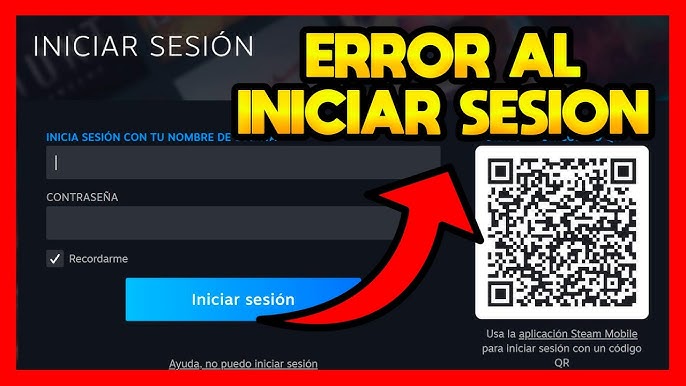 INICIAR SESIÓN
ERROR AL
INICIAR SESION
INICIA SESIÓN CON TU NOMBRE DE
CONTRASEÑA
Recordarme
Iniciar sesión
Ayuda, no puedo iniciar sesión
Usa la aplicación Steam Mobile
para iniciar sesión con un código
QR